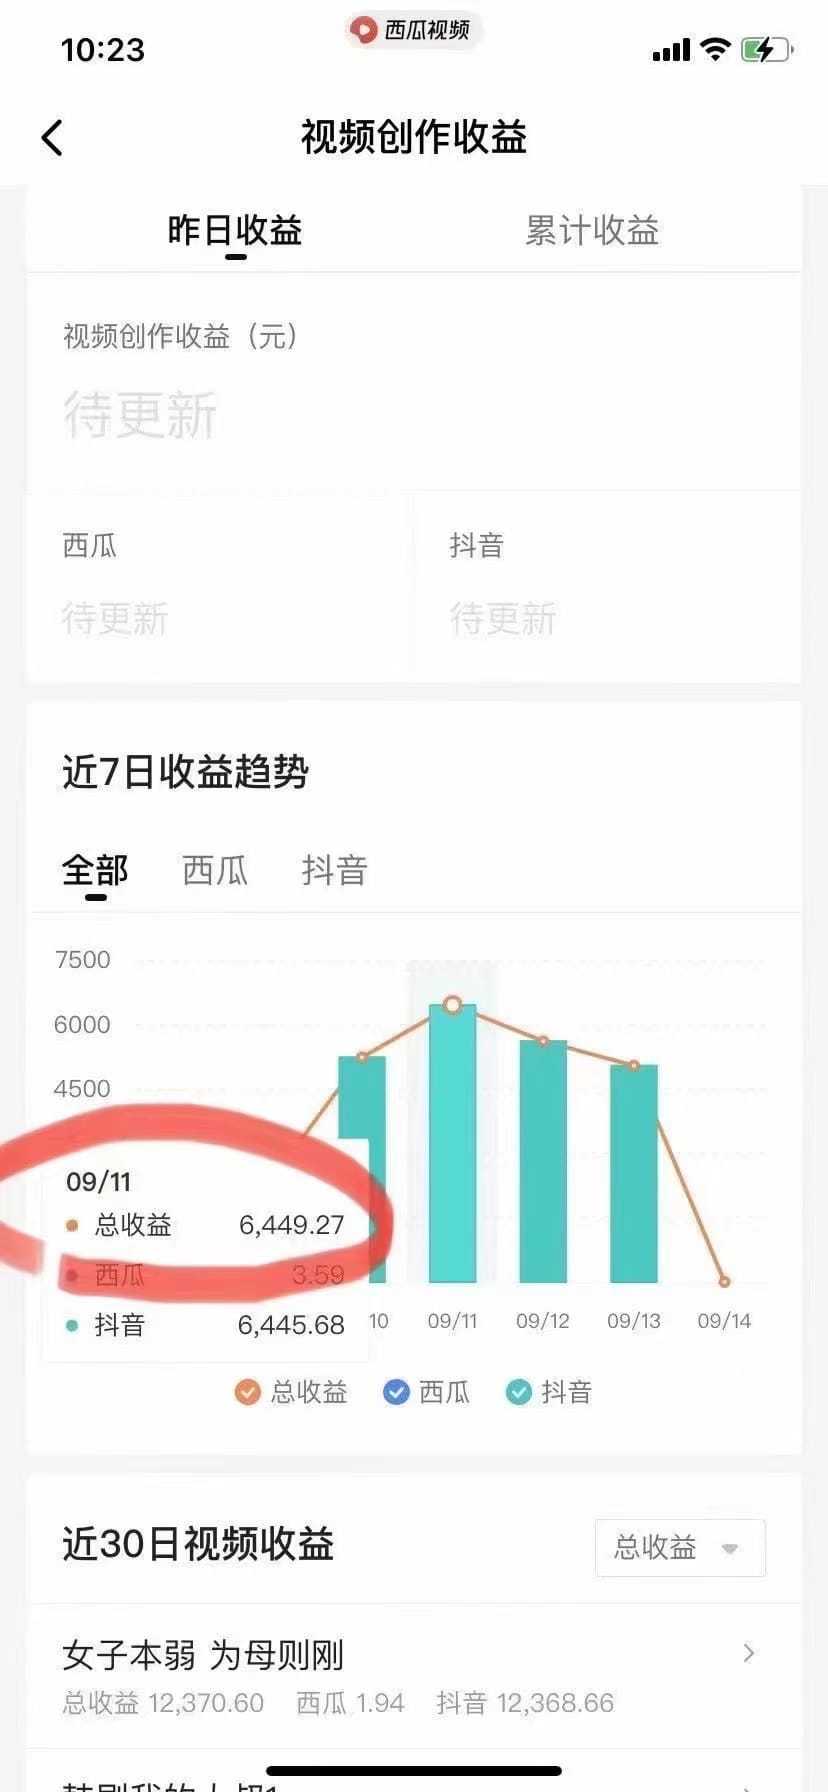 10:23
西瓜视频
视频创作收益
昨日收益 累计收益
视频创作收益（元）
待更新
西瓜 抖音
待更新 待更新
近7日收益趋势
全部 西瓜 抖音
7500
6000
4500
09/11
总收益 6,449.27
西瓜 3.59
抖音 6,445.68
10 09/11 09/12 09/13 09/14
总收益 西瓜 抖音
近30日视频收益 总收益
女子本弱 为母则刚
总收益 12,370.60 西瓜 1.94 抖音 12,368.66